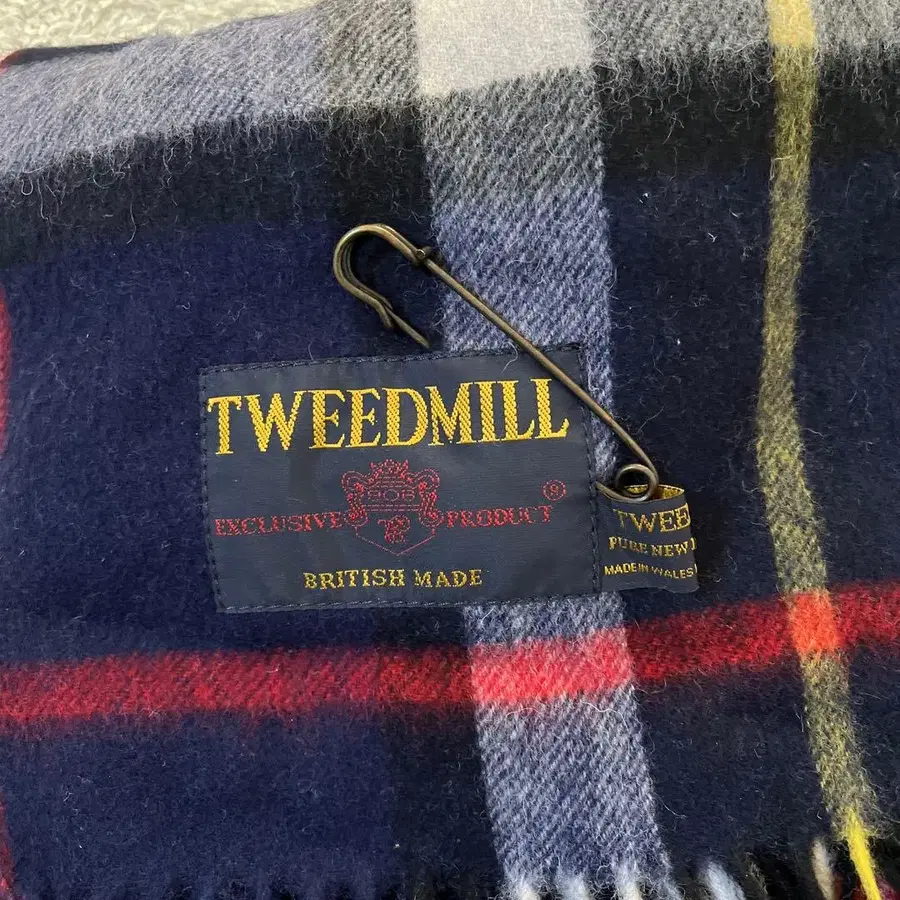 TWEEDMILL
EXCLUSIVE PRODUCT ®
BRITISH MADE
TWEE
PURE NEW
MADE IN WALES